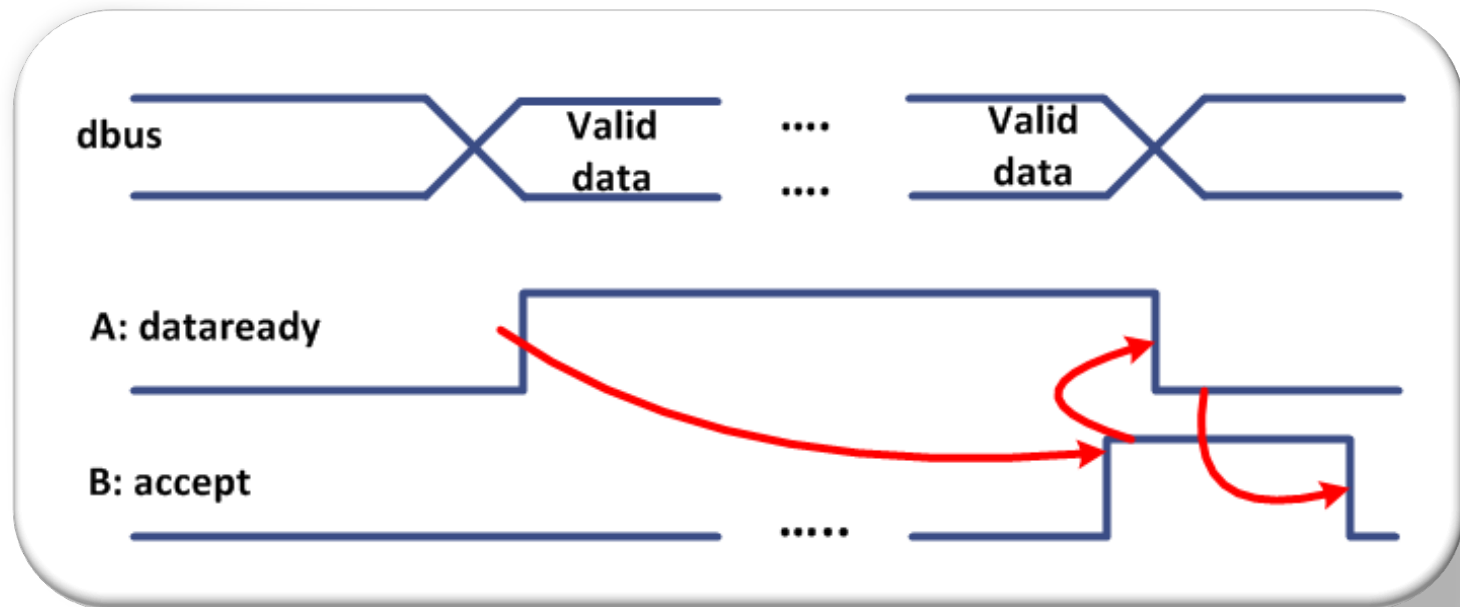 dbus
Valid .... Valid
data .... data
A: dataready
B: accept
.....